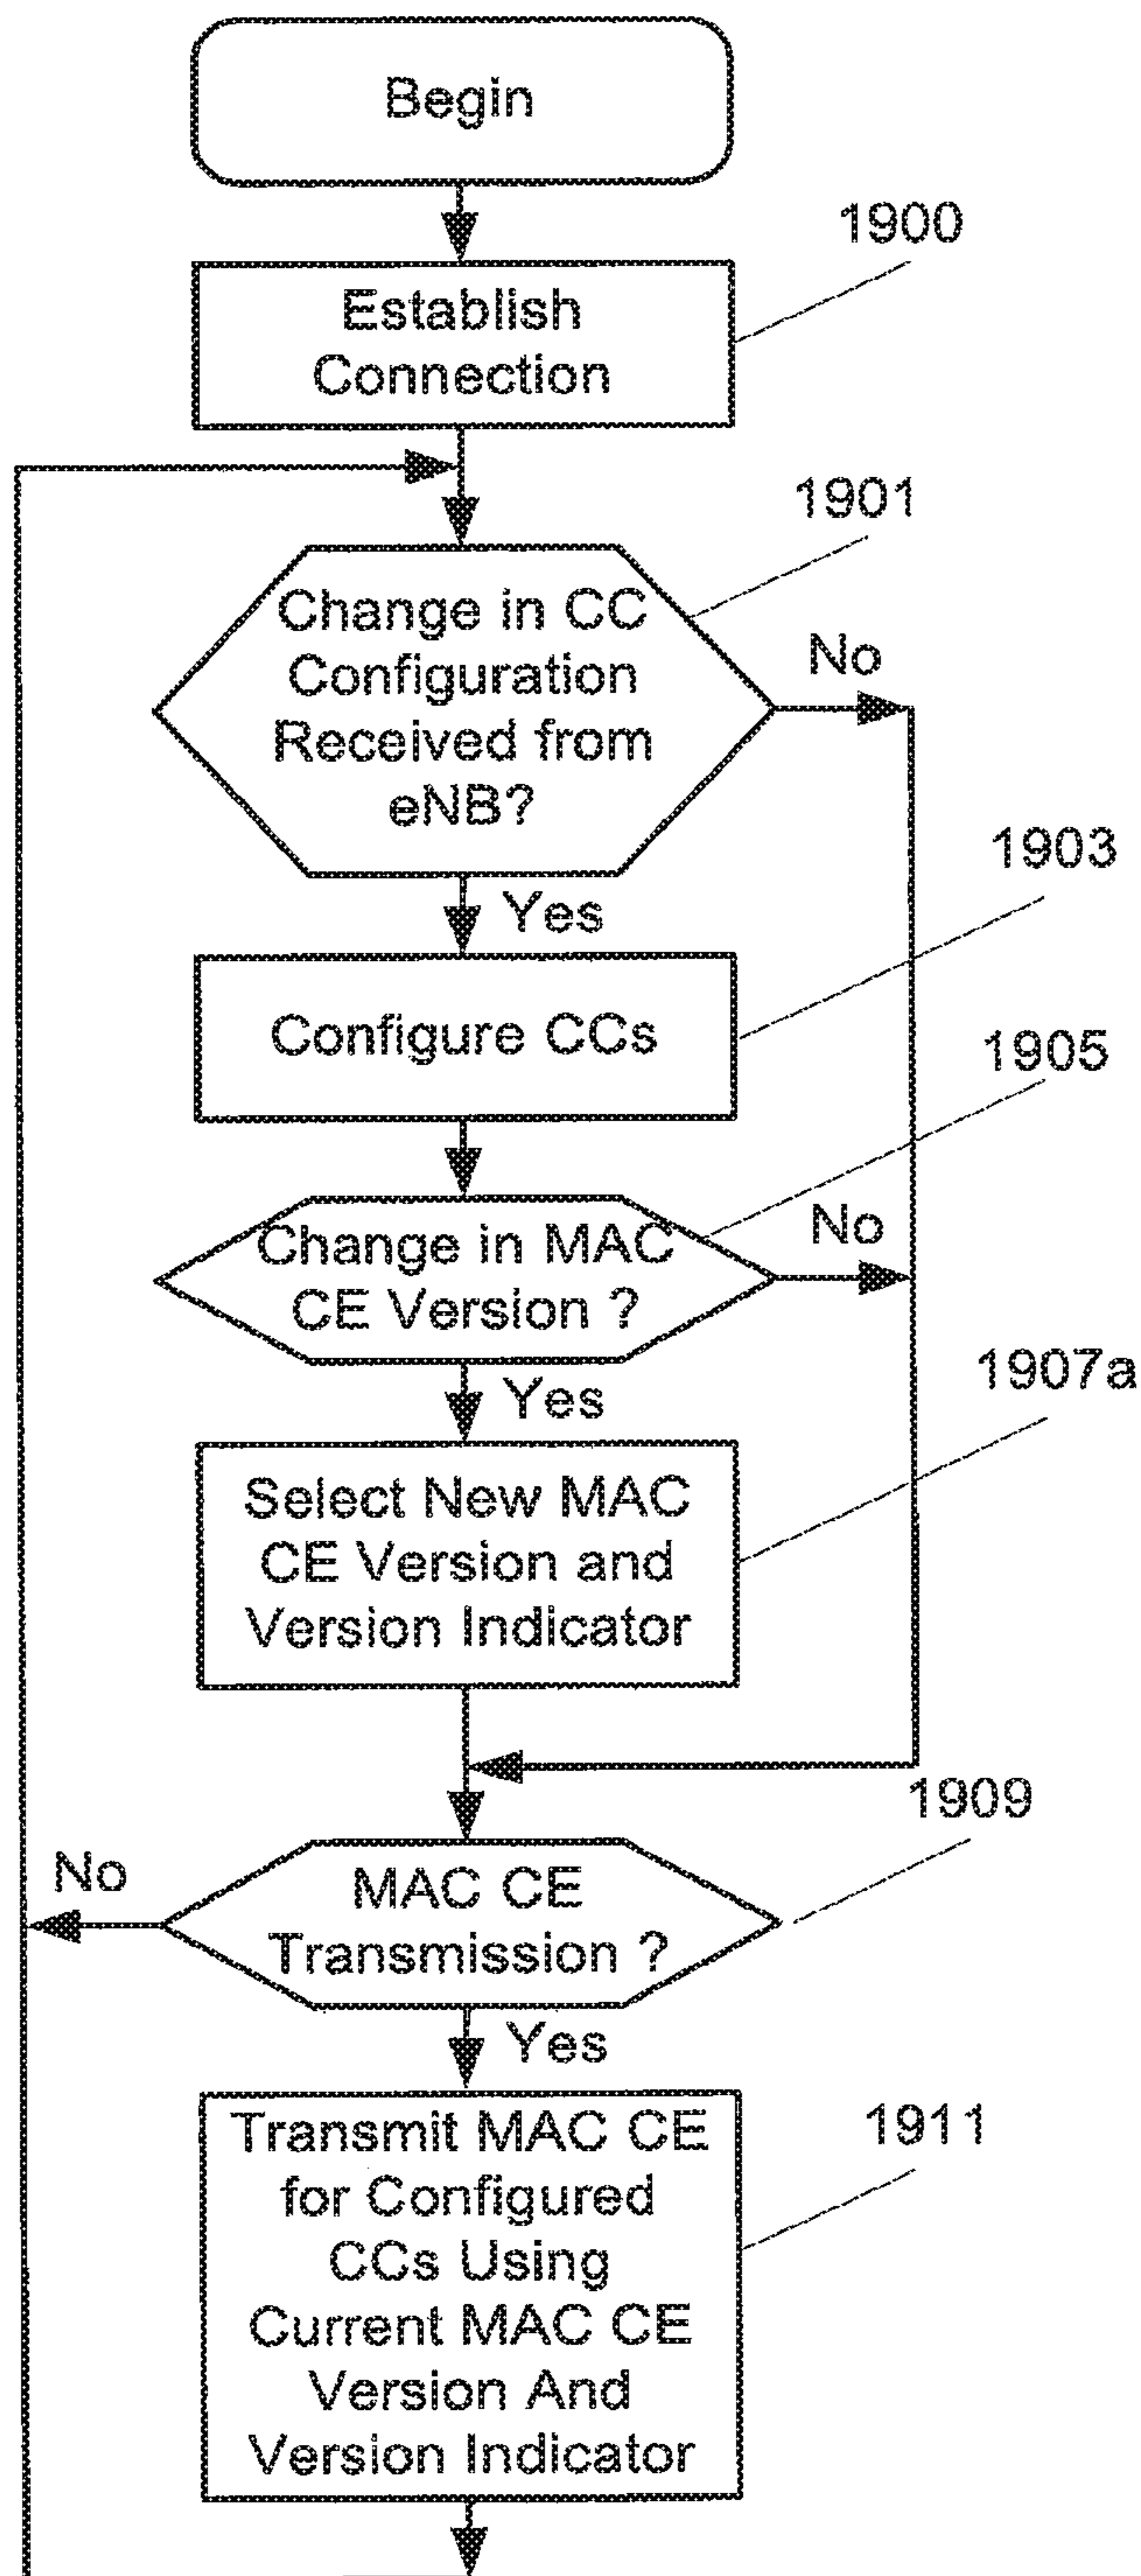 Begin
1900
Establish
Connection
1901
Change in CC
Configuration
Received from
eNB?
No
Yes
1903
Configure CCs
1905
Change in MAC
CE Version ?
No
Yes
1907a
Select New MAC
CE Version and
Version Indicator
1909
MAC CE
Transmission ?
No
Yes
1911
Transmit MAC CE
for Configured
CCs Using
Current MAC CE
Version And
Version Indicator